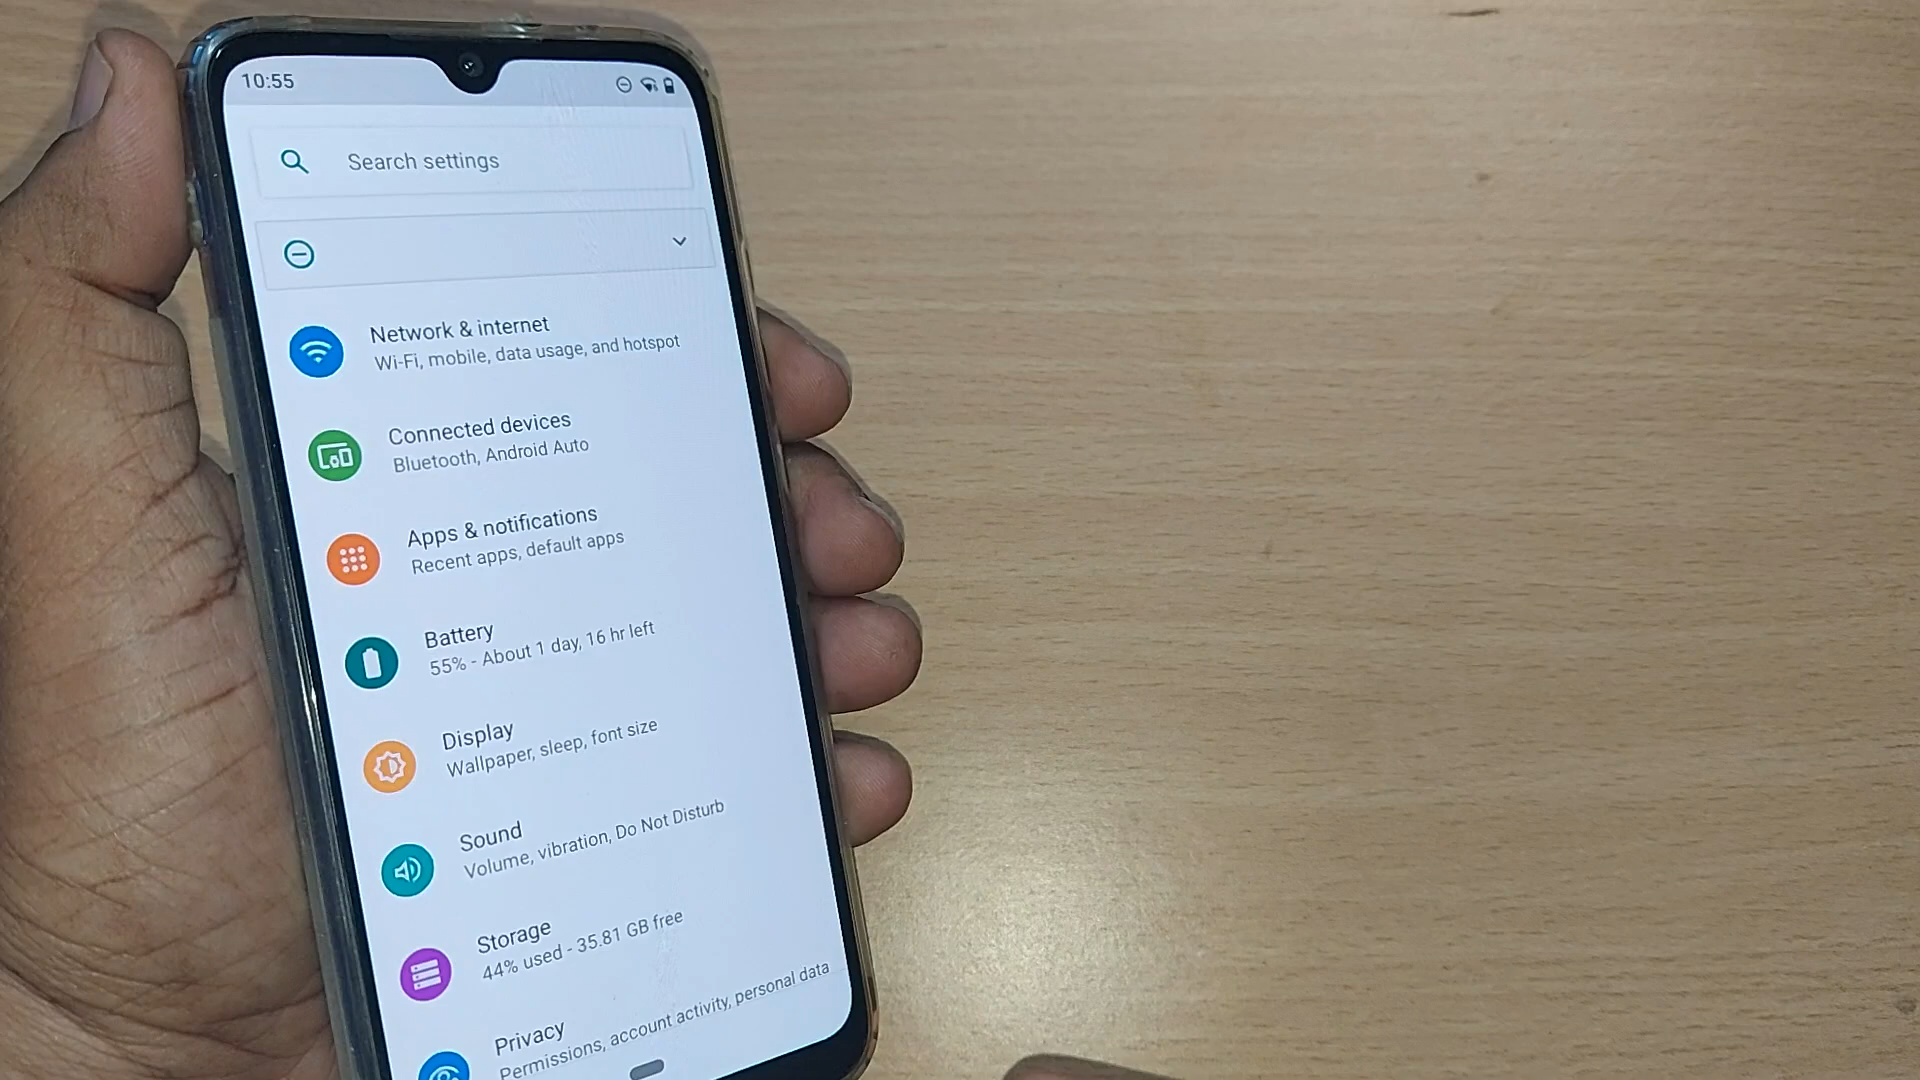 10:55
Search settings
Network & internet
Wi-Fi, mobile, data usage, and hotspot
Connected devices
Bluetooth, Android Auto
Apps & notifications
Recent apps, default apps
Battery
55% - About 1 day, 16 hr left
Display
Wallpaper, sleep, font size
Sound
Volume, vibration, Do Not Disturb
Storage
44% used - 35.81 GB free
Privacy
Permissions, account activity, personal data